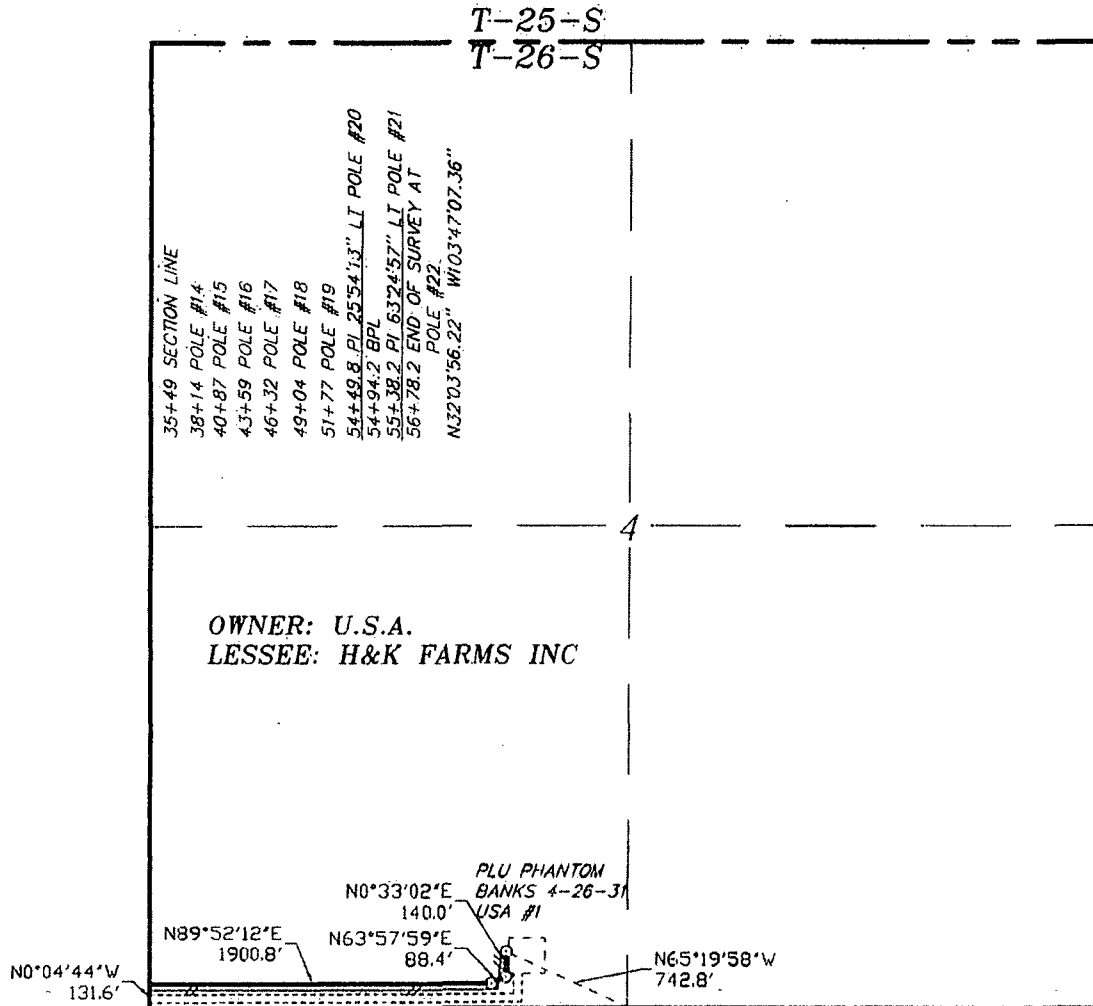 T-25-S
T-26-S
35+49 SECTION LINE
38+14 POLE #14
40+87 POLE #15
43+59 POLE #16
46+32 POLE #17
49+04 POLE #18
51+77 POLE #19
54+49.8 PI 25°54'13" LT POLE #20
54+94.2 BPL
55+38.2 PI 63°24'57" LT POLE #21
56+78.2 END OF SURVEY AT
POLE #22
N32°03'56.22" W103°47'07.36"
4
OWNER: U.S.A.
LESSEE: H&K FARMS INC
PLU PHANTOM
BANKS 4-26-31
USA #1
N0°33'02"E
140.0'
N89°52'12"E
1900.8'
N63°57'59"E
88.4'
N65°19'58"W
742.8'
N0°04'44"W
131.6'